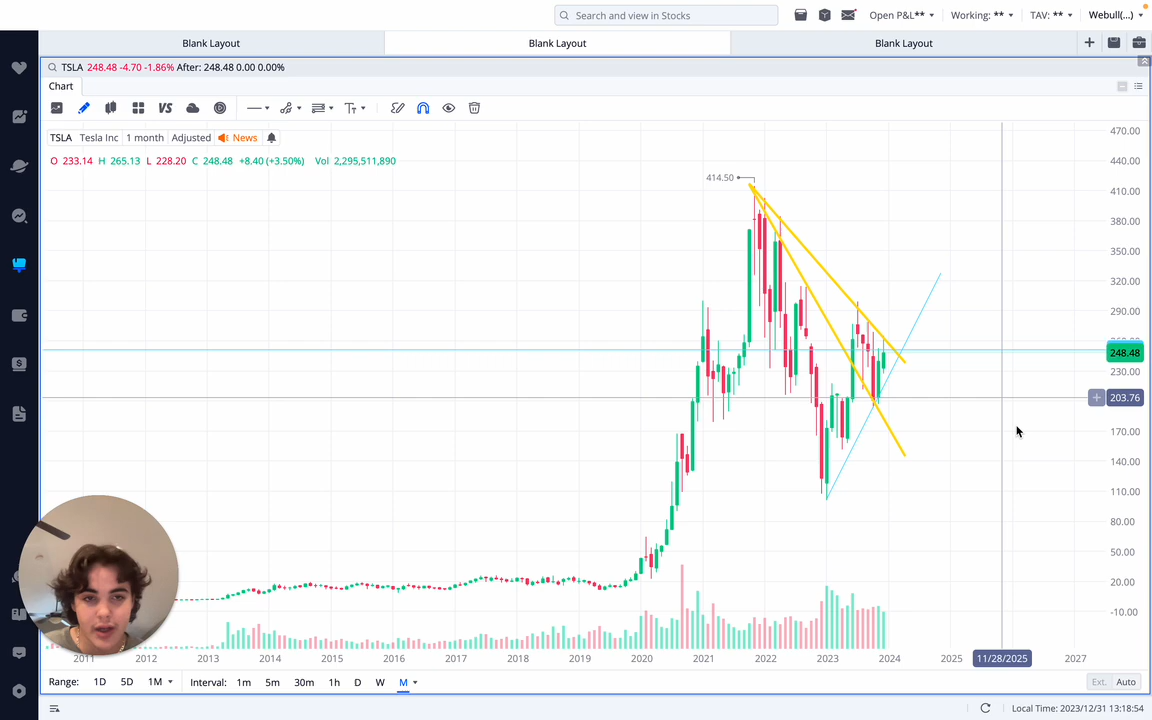 Search and view in Stocks
Open P&L** Working: ** TAV: ** Webull(...)
Blank Layout Blank Layout Blank Layout
TSLA 248.48 -4.70 -1.86% After: 248.48 0.00 0.00%
Chart
VS
TSLA Tesla Inc 1 month Adjusted News
O 233.14 H 265.13 L 228.20 C 248.48 +8.40 (+3.50%) Vol 2,295,511,890
414.50
470.00
440.00
410.00
380.00
350.00
320.00
290.00
248.48
230.00
203.76
170.00
140.00
110.00
80.00
50.00
20.00
-10.00
2011 2012 2013 2014 2015 2016 2017 2018 2019 2020 2021 2022 2023 2024 2025 11/28/2025 2027
Range: 1D 5D 1M Interval: 1m 5m 30m 1h D W M Ext. Auto
Local Time: 2023/12/31 13:18:54